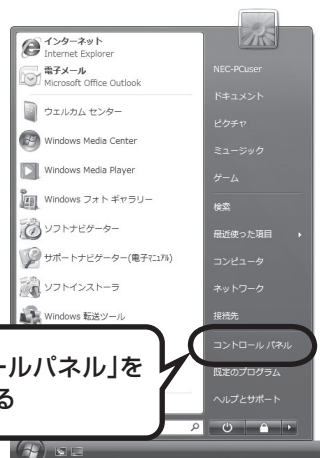 インターネット
Internet Explorer
電子メール
Microsoft Office Outlook
ウェルカム センター
Windows Media Center
Windows Media Player
Windows フォト ギャラリー
ソフトナビゲーター
サポートナビゲーター(電子マニュアル)
ソフトインストーラ
Windows 転送ツール
NEC-PCuser
ドキュメント
ピクチャ
ミュージック
ゲーム
検索
最近使った項目
コンピュータ
ネットワーク
接続先
コントロール パネル
既定のプログラム
ヘルプとサポート
ールパネル」を
る